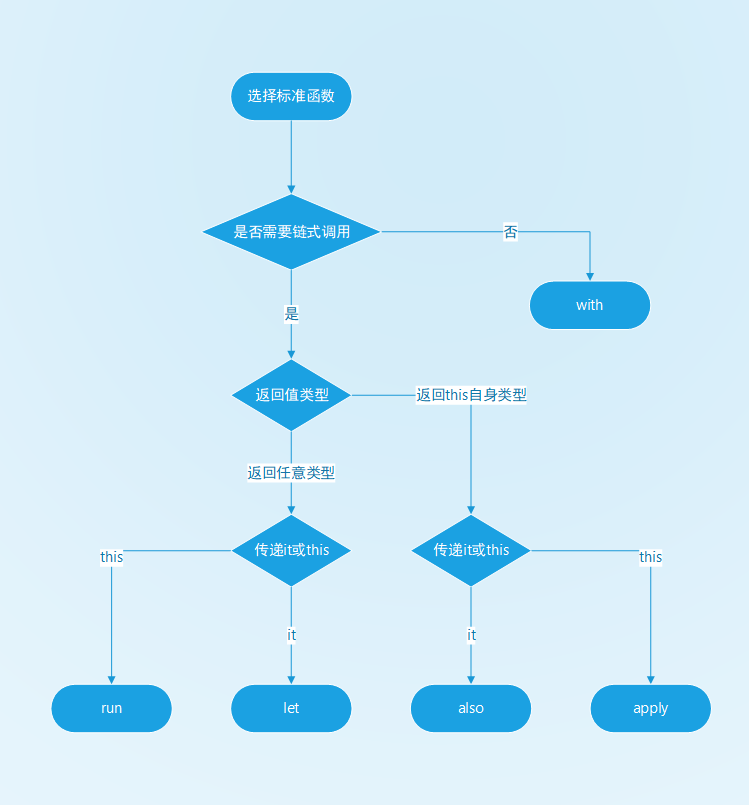 选择标准函数
是否需要链式调用
否
with
是
返回值类型
返回this自身类型
返回任意类型
传递it或this
传递it或this
this
this
it
it
run
let
also
apply